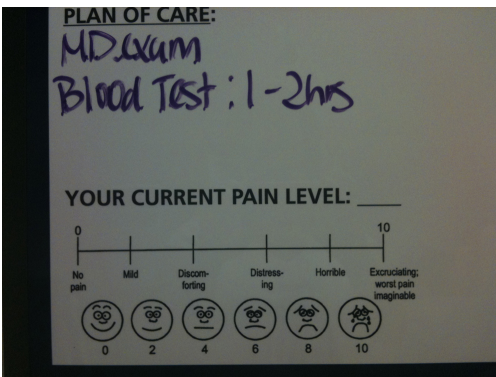 PLAN OF CARE:
M.D. exam
Blood Test : 1-2hrs
YOUR CURRENT PAIN LEVEL: ____
0 10
No pain Mild Discom-forting Distress-ing Horrible Excruciating; worst pain imaginable
0 2 4 6 8 10